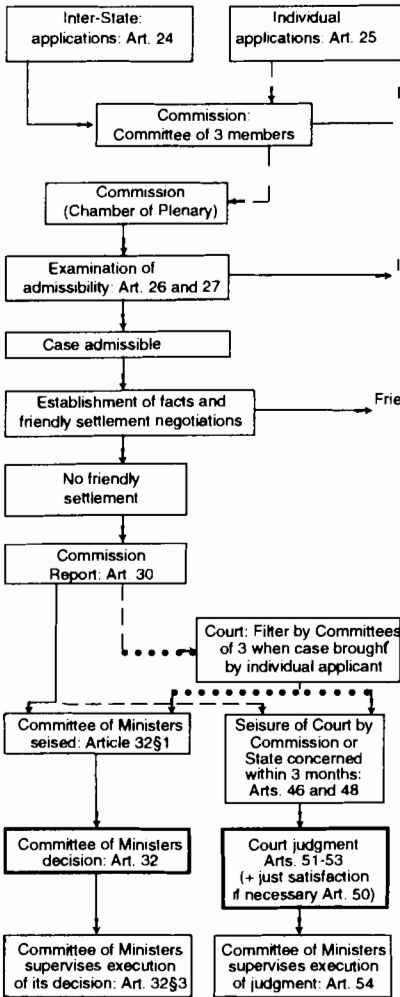 Inter-State:
applications: Art. 24
Individual
applications: Art. 25
Commission:
Committee of 3 members
I
Commission
(Chamber of Plenary)
Examination of
admissibility: Art. 26 and 27
I
Case admissible
Establishment of facts and
friendly settlement negotiations
Frie
No friendly
settlement
Commission
Report: Art. 30
Court: Filter by Committees
of 3 when case brought
by individual applicant
Committee of Ministers
seised: Article 32§1
Seisure of Court by
Commission or
State concerned
within 3 months:
Arts. 46 and 48
Committee of Ministers
decision: Art. 32
Court judgment
Arts. 51-53
(+ just satisfaction
if necessary Art. 50)
Committee of Ministers
supervises execution
of its decision: Art. 32§3
Committee of Ministers
supervises execution
of judgment: Art. 54